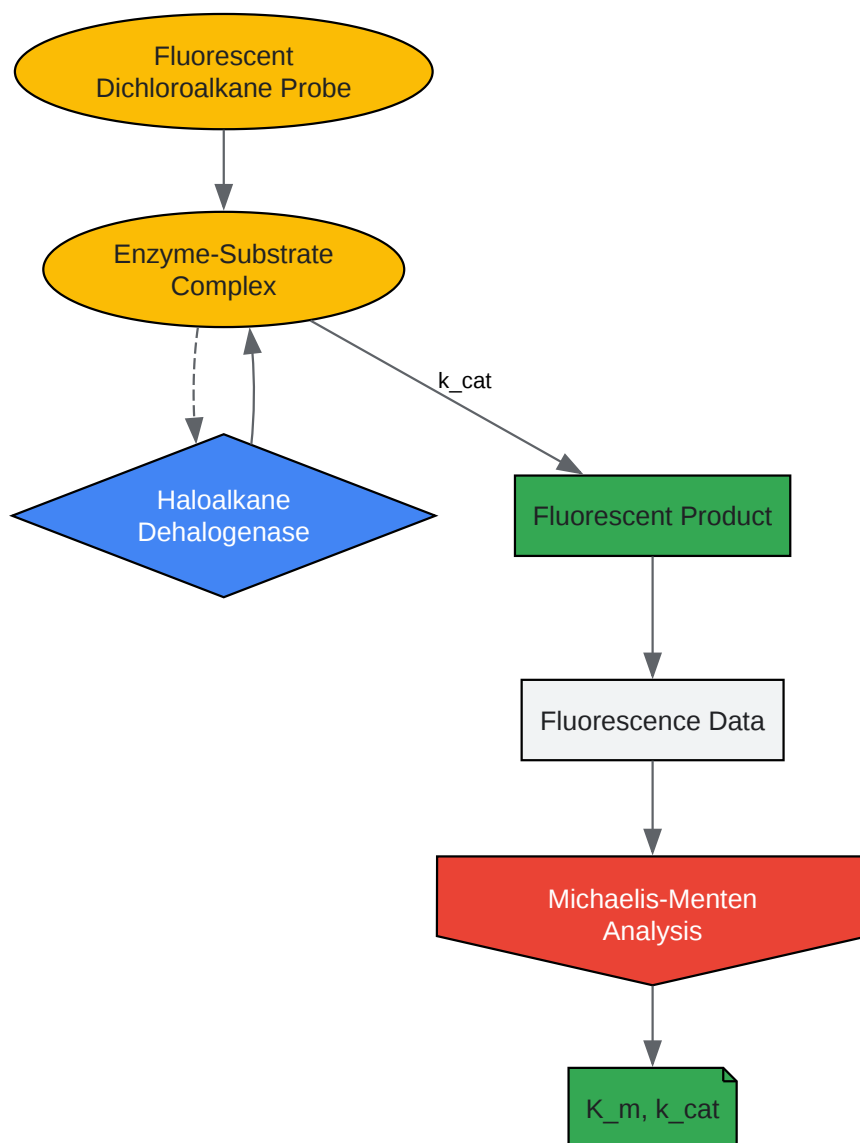 Fluorescent
Dichloroalkane Probe
Enzyme-Substrate
Complex
k_cat
Haloalkane
Dehalogenase
Fluorescent Product
Fluorescence Data
Michaelis-Menten
Analysis
K_m, k_cat